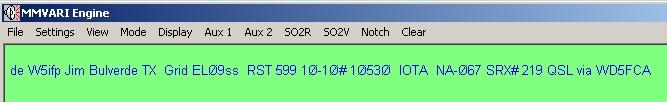 MMVARI Engine
File Settings View Mode Display Aux 1 Aux 2 SO2R SO2V Notch Clear
de W5ifp Jim Bulverde TX Grid ELØ9ss RST 599 1Ø-1Ø# 1Ø53Ø IOTA NA-Ø67 SRX# 219 QSL via WD5FCA